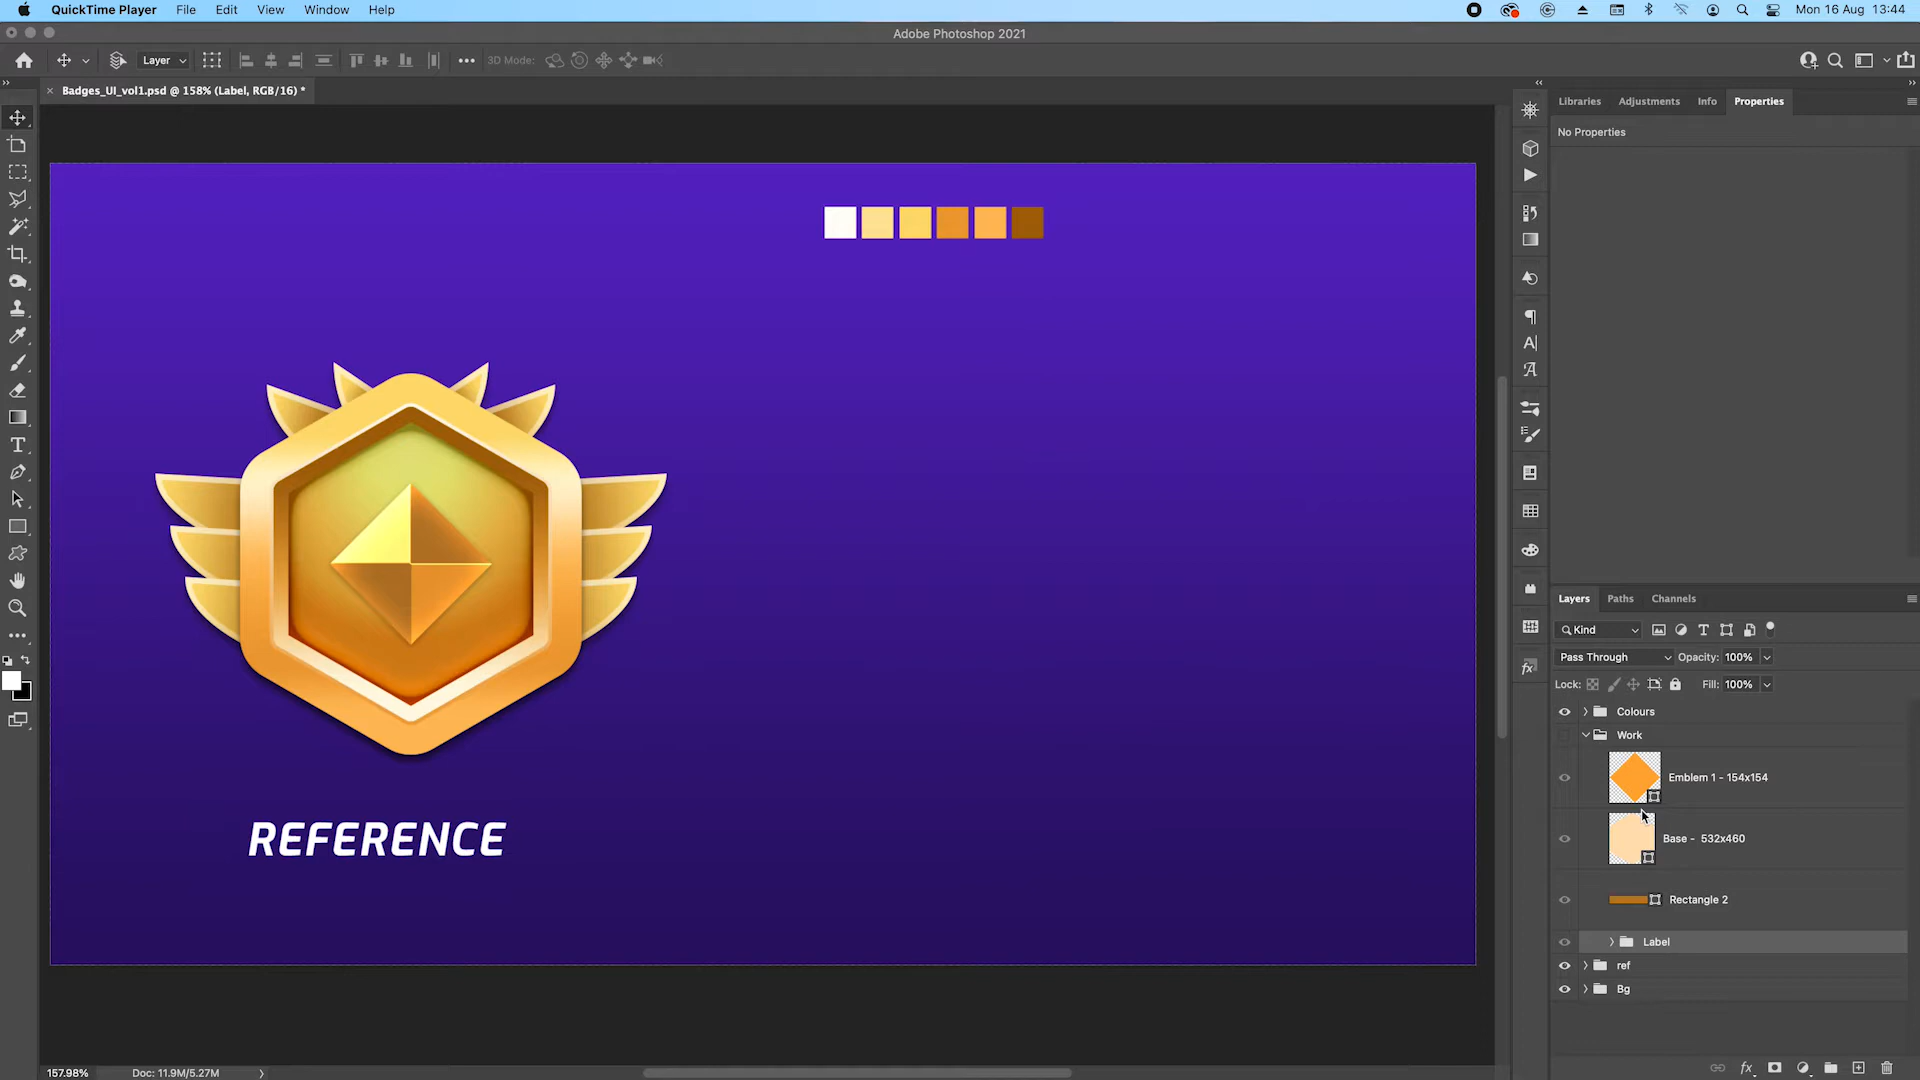 QuickTime Player File Edit View Window Help Mon 16 Aug 13:44
Adobe Photoshop 2021
Layer 3D Mode:
Badges_UI_vol1.psd @ 158% (Label, RGB/16) *
Libraries Adjustments Info Properties
No Properties
REFERENCE
Layers Paths Channels
Kind
Pass Through Opacity: 100%
Lock: Fill: 100%
Colours
Work
Emblem 1 - 154x154
Base - 532x460
Rectangle 2
Label
ref
Bg
157.98% Doc: 11.9M/5.27M